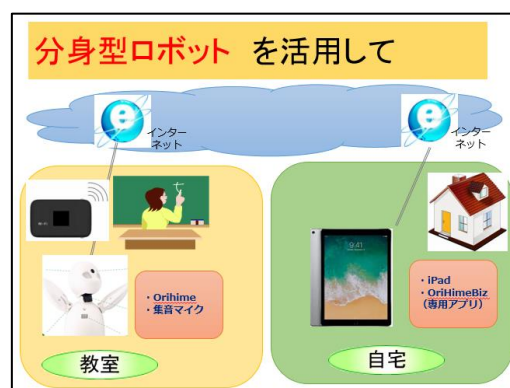 分身型ロボット を活用して
インター
ネット
インター
ネット
・Orihime
・集音マイク
教室
9:41
・iPad
・OriHimeBiz
（専用アプリ）
自宅